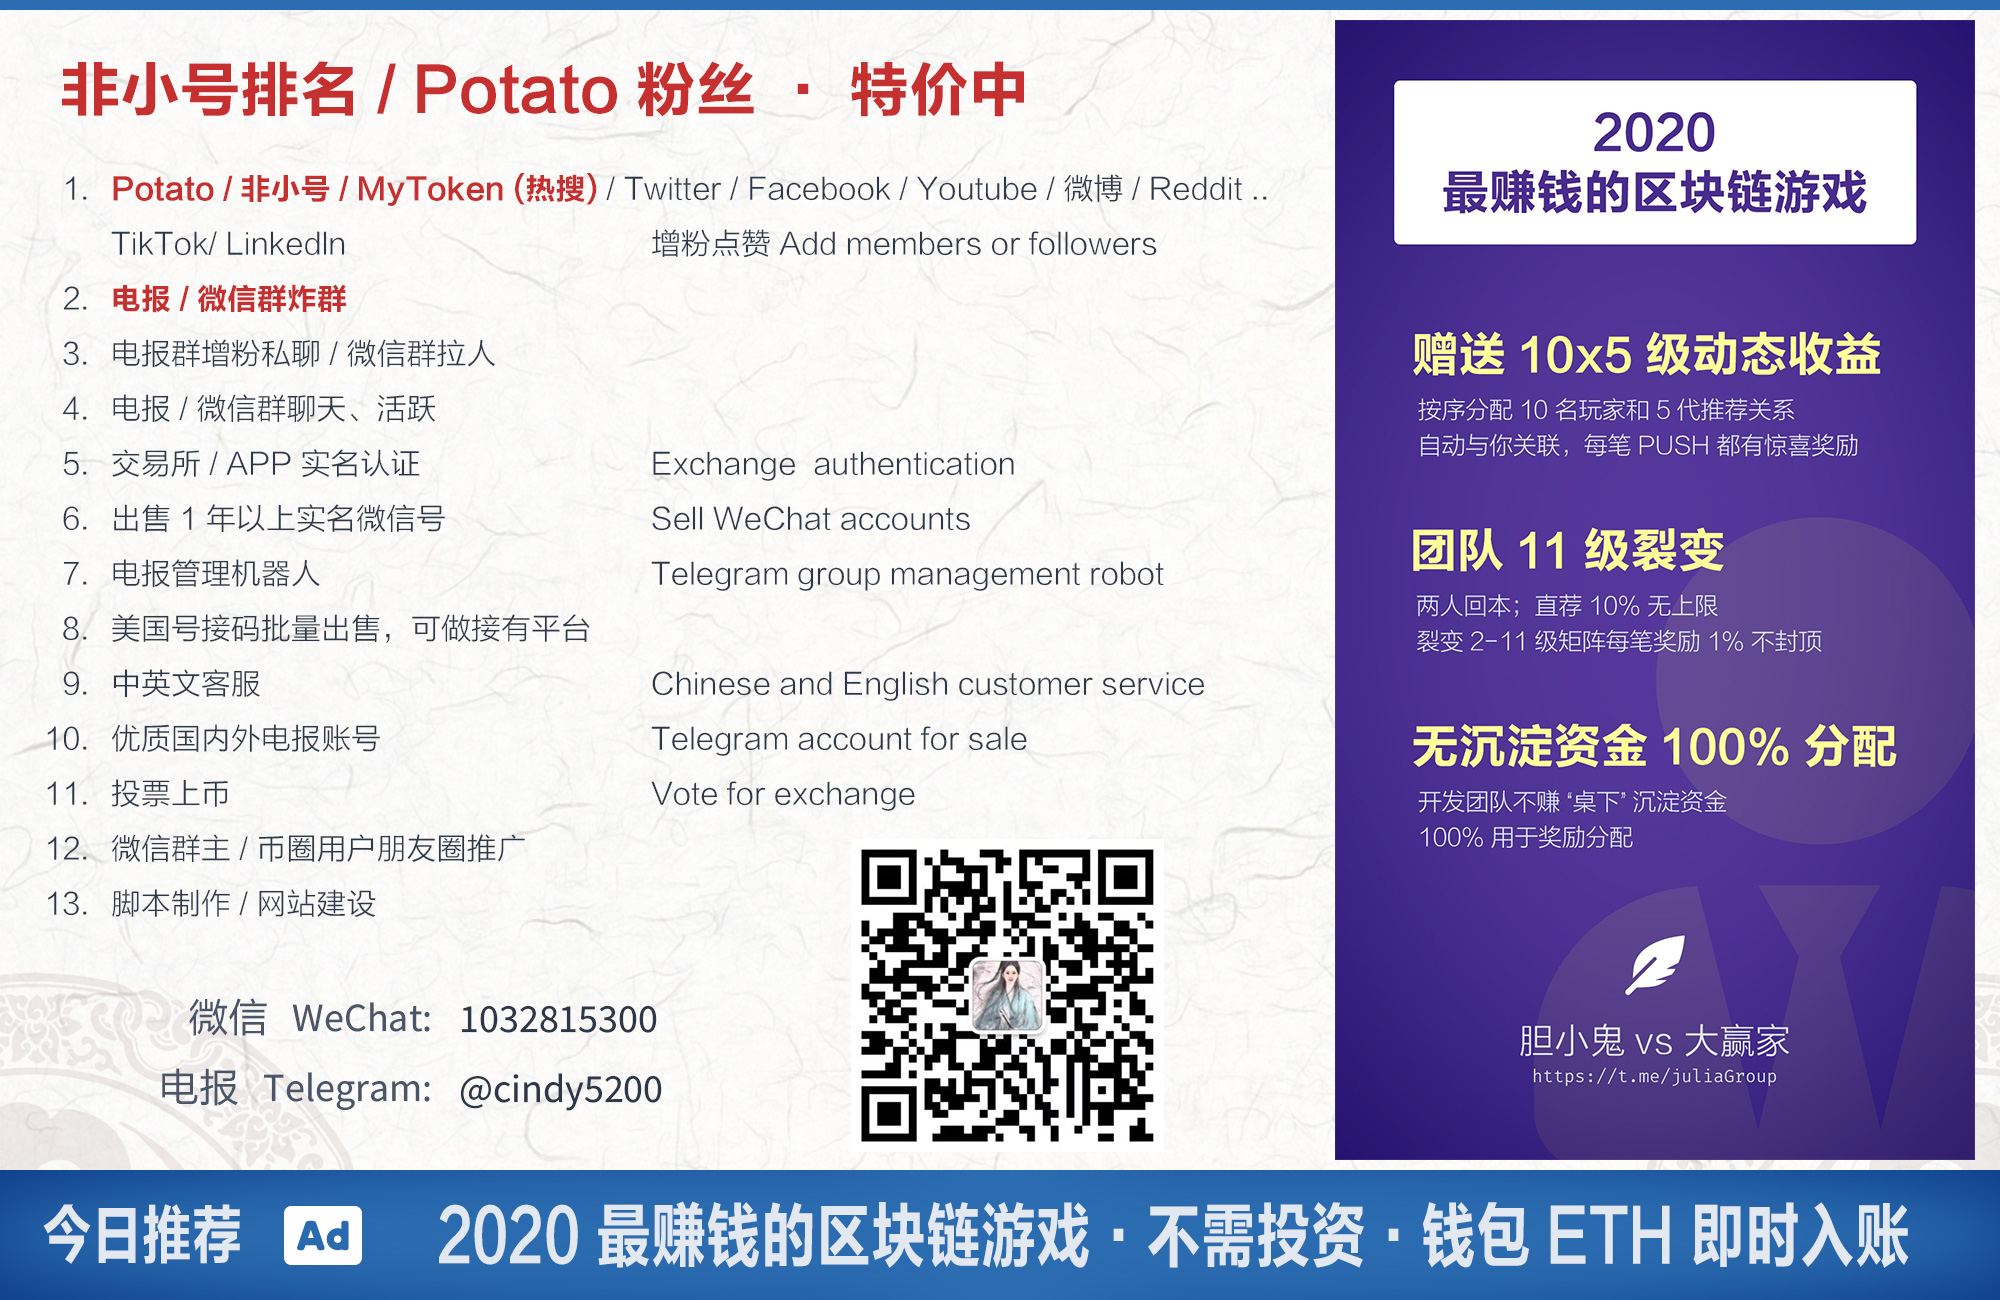 非小号排名 / Potato 粉丝 · 特价中
1. Potato / 非小号 / MyToken (热搜) / Twitter / Facebook / Youtube / 微博 / Reddit ..
TikTok/ LinkedIn 增粉点赞 Add members or followers
2. 电报 / 微信群炸群
3. 电报群增粉私聊 / 微信群拉人
4. 电报 / 微信群聊天、活跃
5. 交易所 / APP 实名认证 Exchange authentication
6. 出售 1 年以上实名微信号 Sell WeChat accounts
7. 电报管理机器人 Telegram group management robot
8. 美国号接码批量出售，可做接有平台
9. 中英文客服 Chinese and English customer service
10. 优质国内外电报账号 Telegram account for sale
11. 投票上币 Vote for exchange
12. 微信群主 / 币圈用户朋友圈推广
13. 脚本制作 / 网站建设
微信 WeChat: 1032815300
电报 Telegram: @cindy5200
2020
最赚钱的区块链游戏
赠送 10x5 级动态收益
按序分配 10 名玩家和 5 代推荐关系
自动与你关联，每笔 PUSH 都有惊喜奖励
团队 11 级裂变
两人回本；直荐 10% 无上限
裂变 2-11 级矩阵每笔奖励 1% 不封顶
无沉淀资金 100% 分配
开发团队不赚 “桌下” 沉淀资金
100% 用于奖励分配
胆小鬼 vs 大赢家
https://t.me/juliaGroup
今日推荐 Ad 2020 最赚钱的区块链游戏 · 不需投资 · 钱包 ETH 即时入账